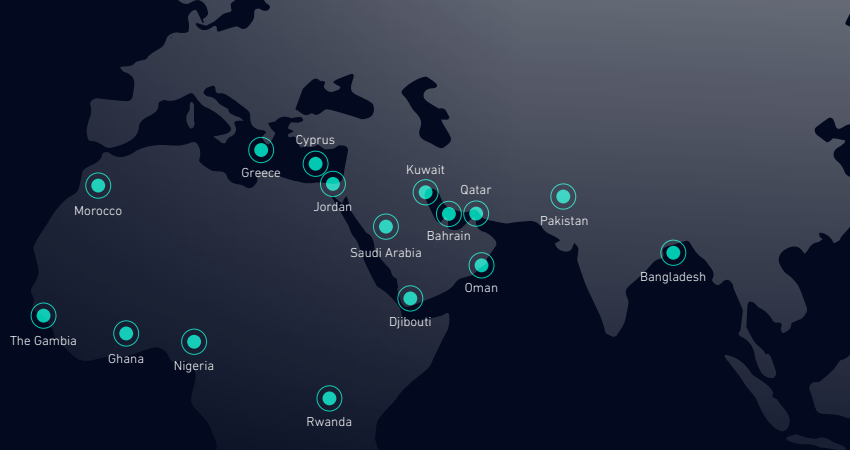 Cyprus
Greece
Kuwait
Qatar
Morocco
Jordan
Pakistan
Bahrain
Saudi Arabia
Bangladesh
Oman
Djibouti
The Gambia
Ghana
Nigeria
Rwanda